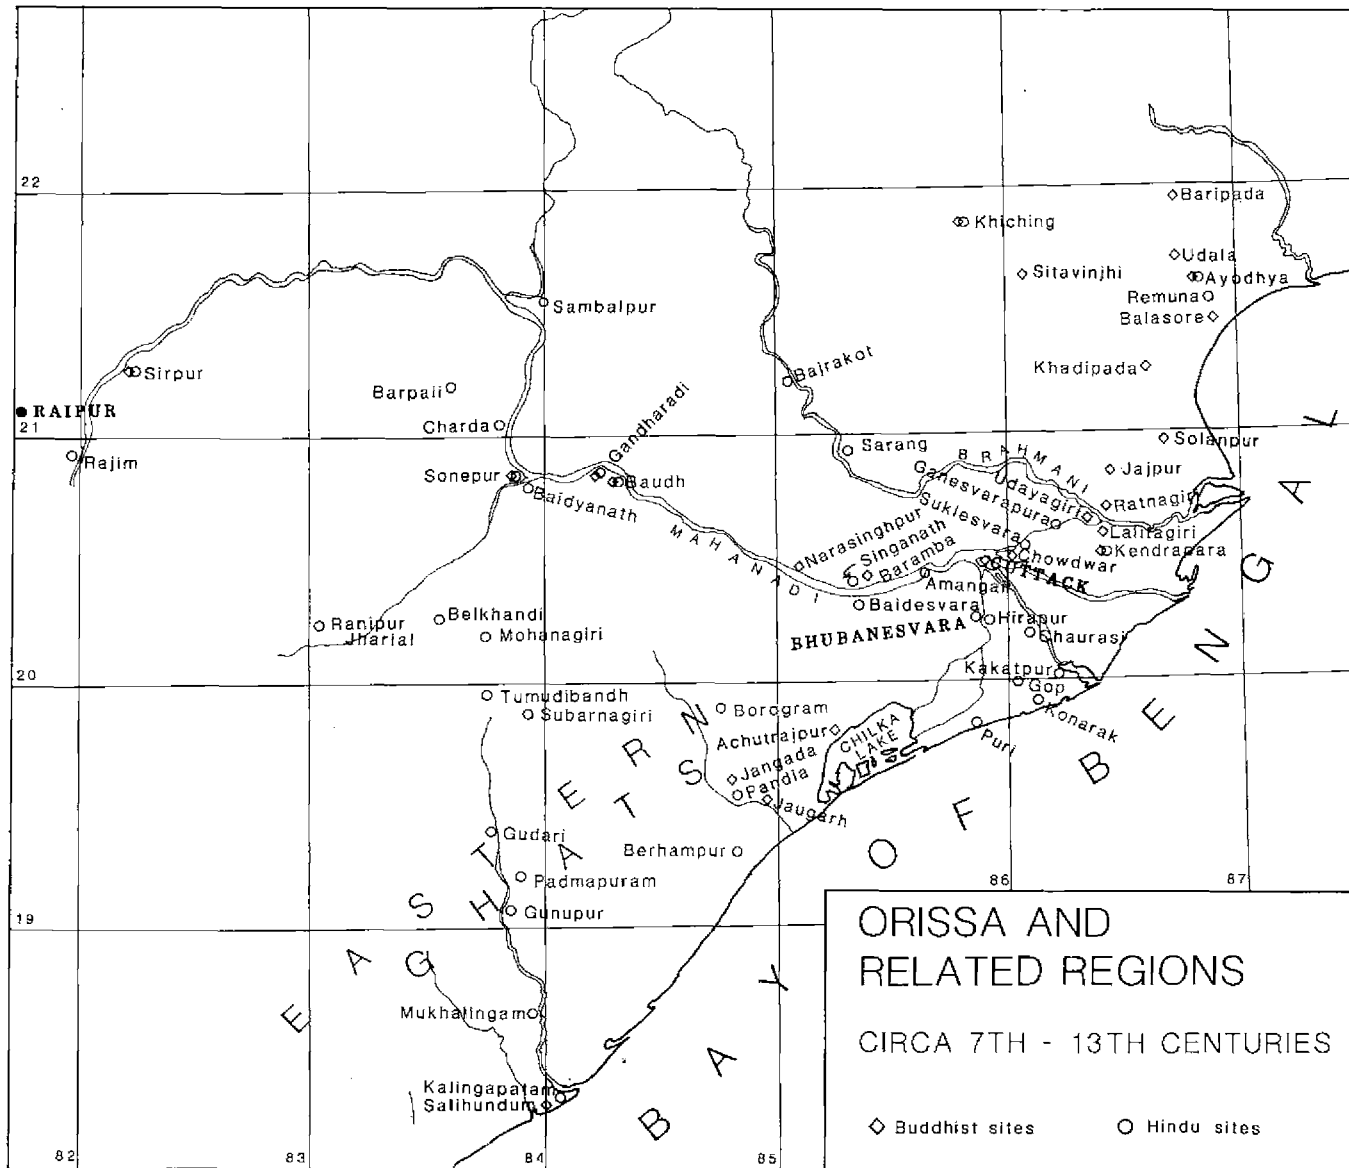 22
Baripada
Khiching
Udala
Sitavinjhi
Ayodhya
Remuna
Balasore
Sambalpur
Sirpur
Bajrakot
Khadipada
Barpali
RAIPUR
Charda
Gandharadi
21
Rajim
Sarang
BRAHMANI
Solanpur
Jajpur
Sonepur
Baudh
Baidyanath
Ganesvarapura
Udayagiri
Ratnagiri
Suklesvara
Lalitagiri
MAHANADI
Narasinghpur
Singanath
Baramba
Chowdwar
Kendrapara
CUTTACK
Amangai
Baidesvara
Belkhandi
Ranipur
Jharial
Mohanagiri
BHUBANESVARA
Hirapur
Chaurasi
20
Kakatpur
Gop
Konarak
Tumudibandh
Subarnagiri
Borogram
Achutrajpur
CHILKA
LAKE
Puri
Jangada
Pandia
Jaugarh
Gudari
Berhampur
Padmapuram
Gunupur
EASTERN
GHATS
BAY OF BENGAL
19
86
87
Mukhalingam
Kalingapatam
Salihundum
82
83
84
85
ORISSA AND
RELATED REGIONS
CIRCA 7TH - 13TH CENTURIES
Buddhist sites
Hindu sites